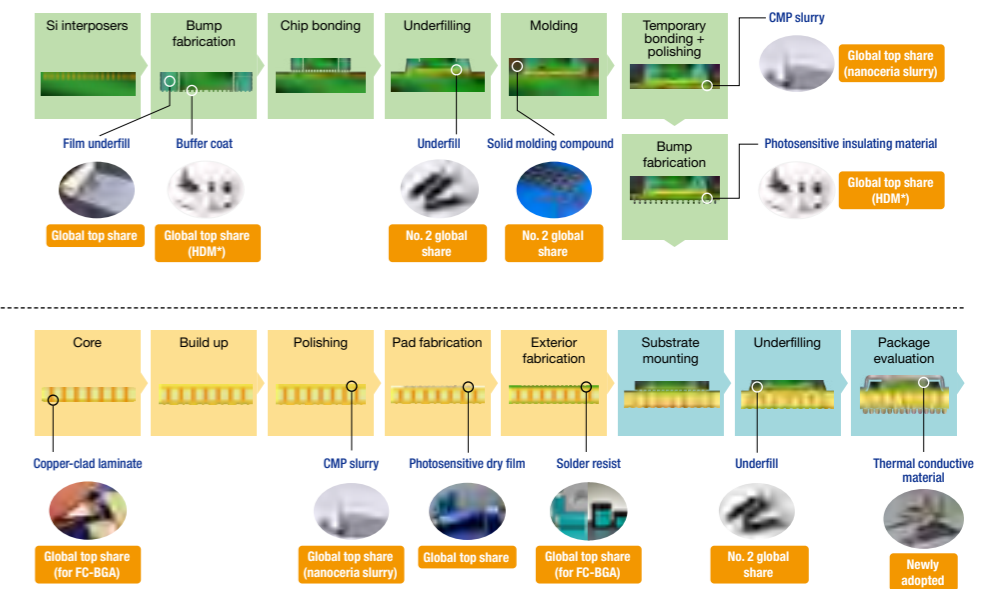 Si interposers
Bump
fabrication
Chip bonding
Underfilling
Molding
Temporary
bonding +
polishing
CMP slurry
Global top share
(nanoceria slurry)
Film underfill
Global top share
Buffer coat
Global top share
(HDM*)
Underfill
No. 2 global
share
Solid molding compound
No. 2 global
share
Bump
fabrication
Photosensitive insulating material
Global top share
(HDM*)
Core
Build up
Polishing
Pad fabrication
Exterior
fabrication
Substrate
mounting
Underfilling
Package
evaluation
Copper-clad laminate
Global top share
(for FC-BGA)
CMP slurry
Global top share
(nanoceria slurry)
Photosensitive dry film
Global top share
Solder resist
Global top share
(for FC-BGA)
Underfill
No. 2 global
share
Thermal conductive
material
Newly
adopted